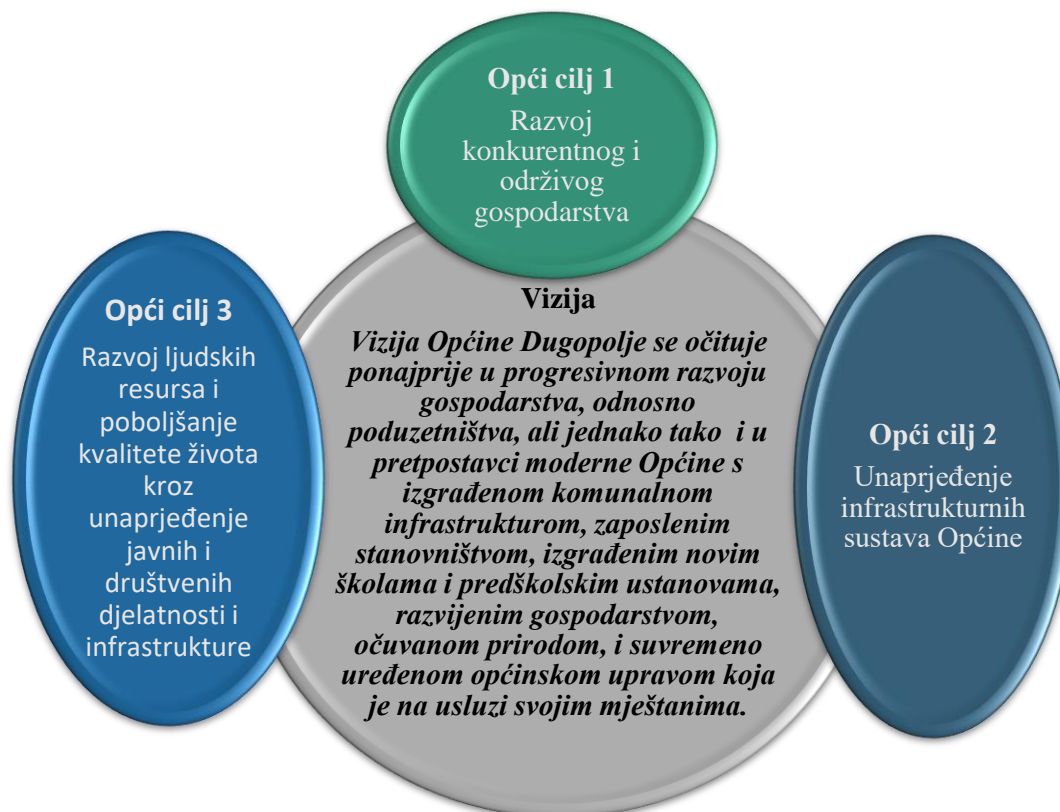 Opći cilj 1
Razvoj
konkurentnog i
održivog
gospodarstva
Vizija
Vizija Općine Dugopolje se očituje
ponajprije u progresivnom razvoju
gospodarstva, odnosno
poduzetništva, ali jednako tako i u
pretpostavci moderne Općine s
izgrađenom komunalnom
infrastrukturom, zaposlenim
stanovništvom, izgrađenim novim
školama i predškolskim ustanovama,
razvijenim gospodarstvom,
očuvanom prirodom, i suvremeno
uređenom općinskom upravom koja
je na usluzi svojim mještanima.
Opći cilj 2
Unaprjeđenje
infrastrukturnih
sustava Općine
Opći cilj 3
Razvoj ljudskih
resursa i
poboljšanje
kvalitete života
kroz
unaprjeđenje
javnih i
društvenih
djelatnosti i
infrastrukture